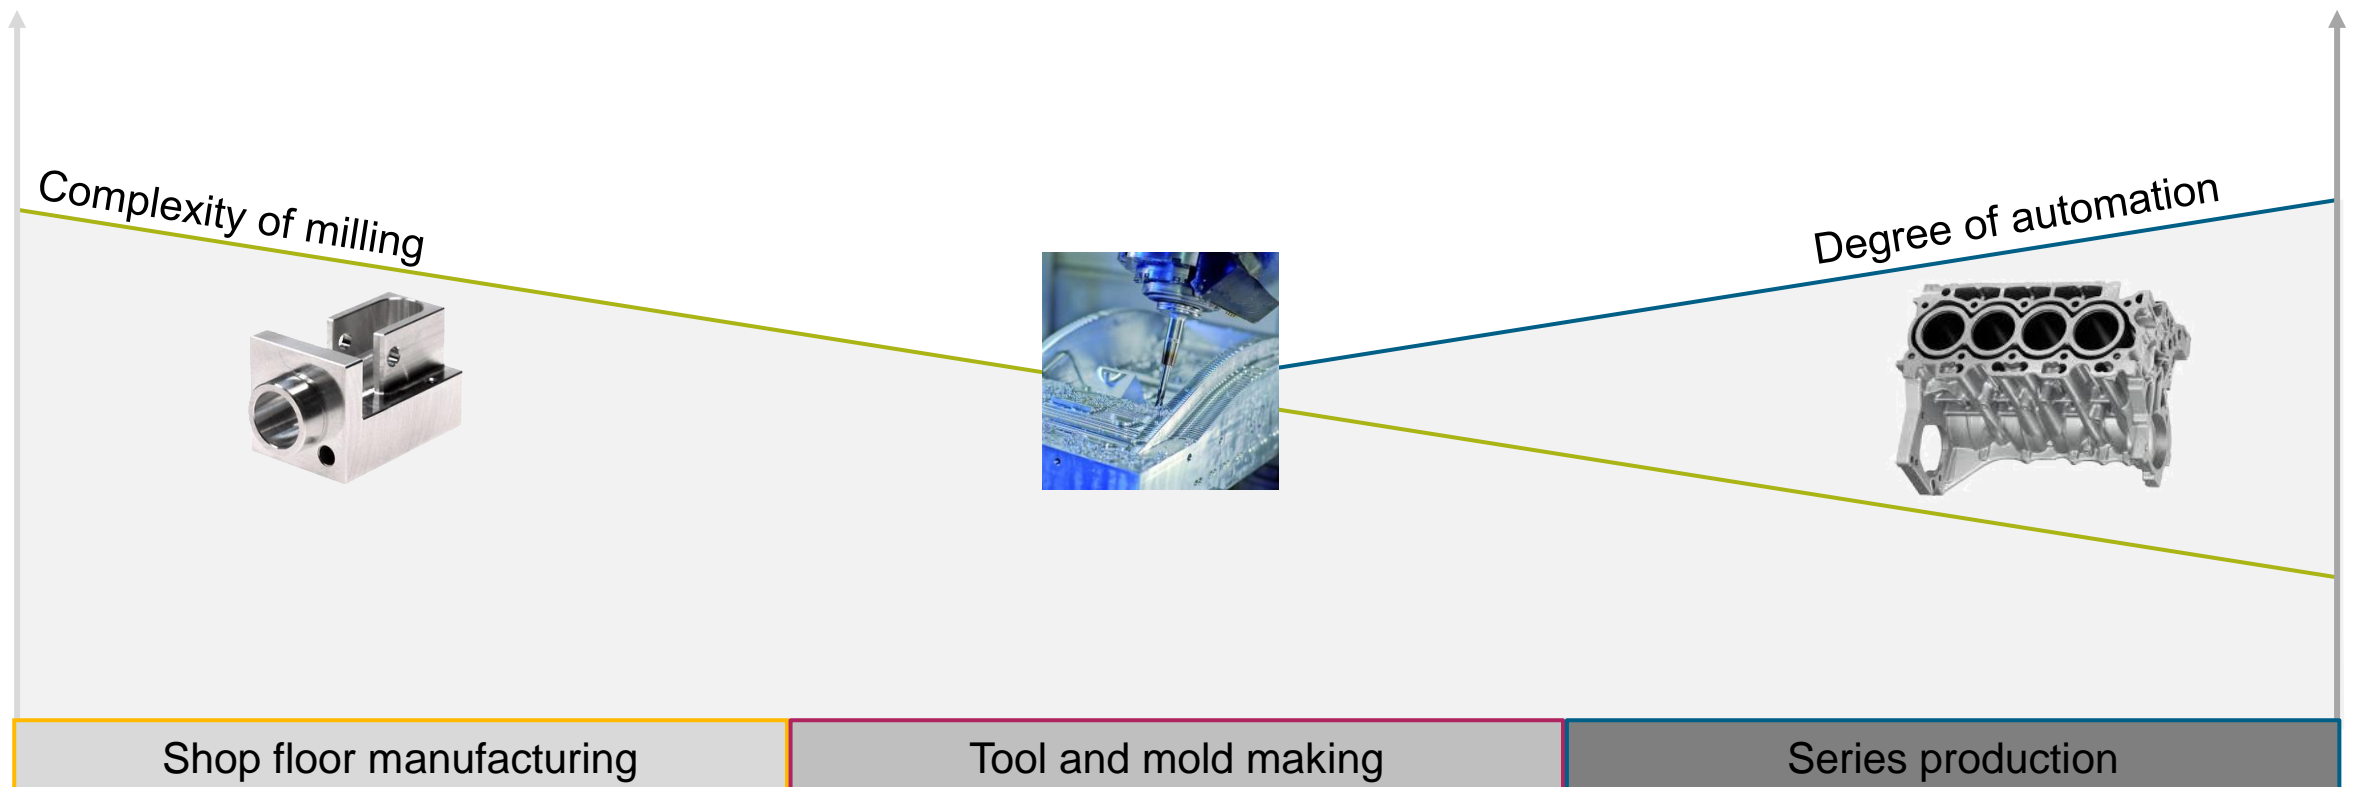 Complexity of milling
Degree of automation
Shop floor manufacturing
Tool and mold making
Series production